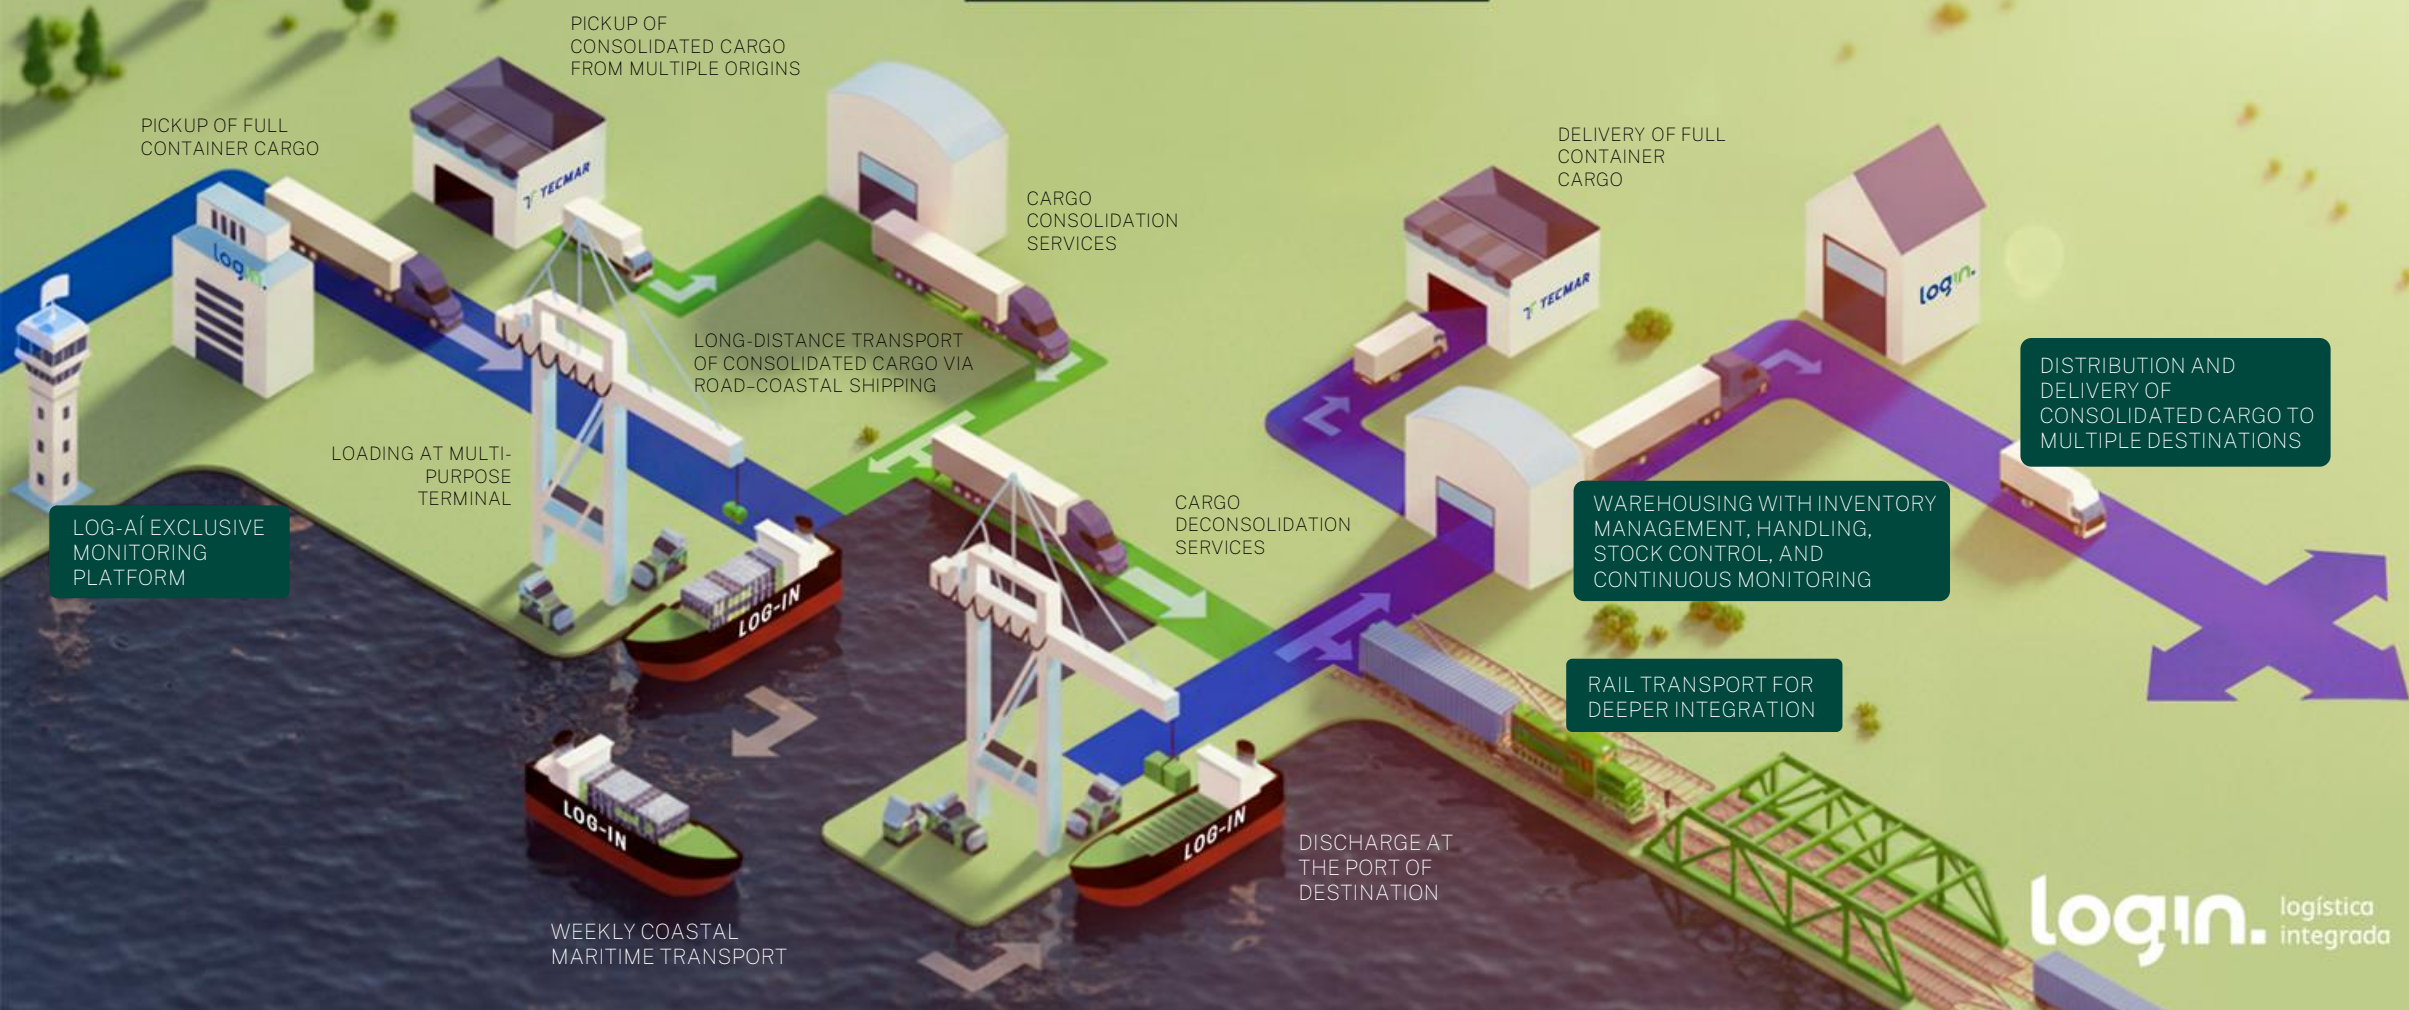 PICKUP OF
CONSOLIDATED CARGO
FROM MULTIPLE ORIGINS
PICKUP OF FULL
CONTAINER CARGO
TECMAR
login.
CARGO
CONSOLIDATION
SERVICES
DELIVERY OF FULL
CONTAINER
CARGO
TECMAR
login.
LONG-DISTANCE TRANSPORT
OF CONSOLIDATED CARGO VIA
ROAD–COASTAL SHIPPING
DISTRIBUTION AND
DELIVERY OF
CONSOLIDATED CARGO TO
MULTIPLE DESTINATIONS
LOADING AT MULTI-
PURPOSE
TERMINAL
LOG-AÍ EXCLUSIVE
MONITORING
PLATFORM
CARGO
DECONSOLIDATION
SERVICES
WAREHOUSING WITH INVENTORY
MANAGEMENT, HANDLING,
STOCK CONTROL, AND
CONTINUOUS MONITORING
LOG-IN
RAIL TRANSPORT FOR
DEEPER INTEGRATION
LOG-IN
LOG-IN
DISCHARGE AT
THE PORT OF
DESTINATION
WEEKLY COASTAL
MARITIME TRANSPORT
login.
logística
integrada